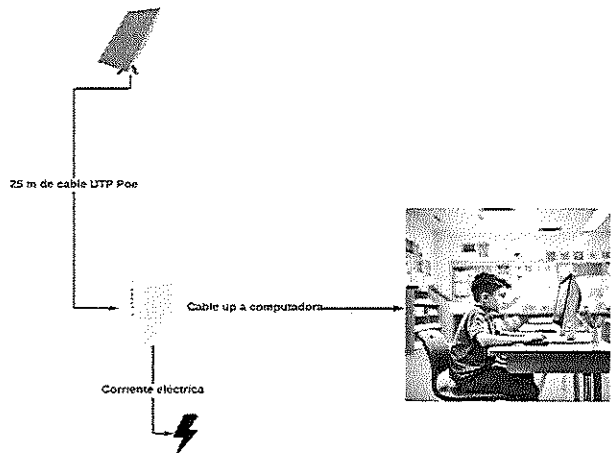 25 m de cable UTP Poe
Cable up a computadora
Corriente eléctrica